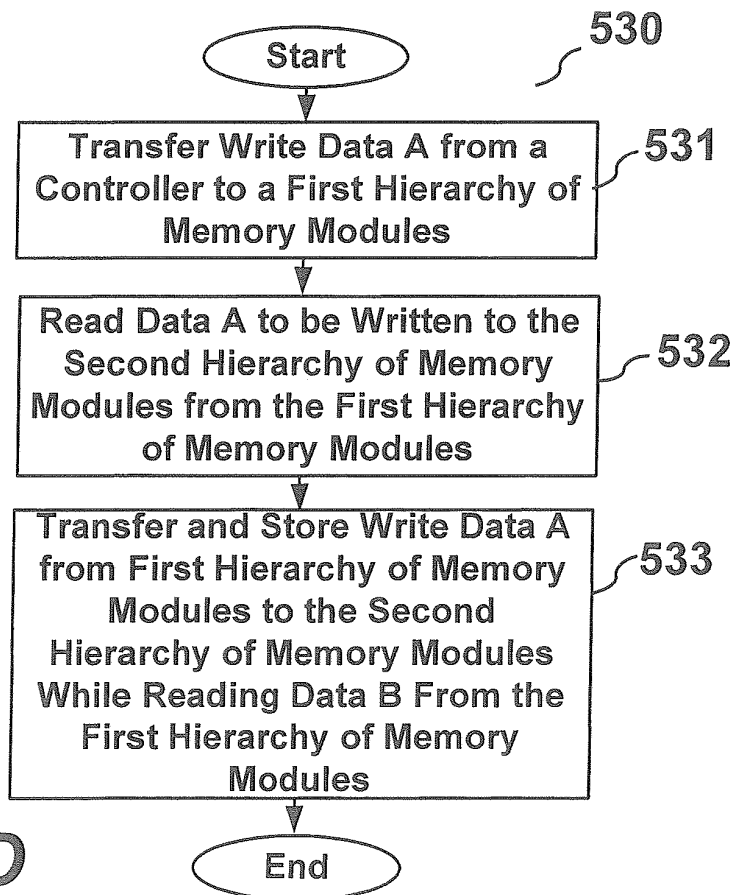 530
Start
Transfer Write Data A from a
Controller to a First Hierarchy of
Memory Modules
531
Read Data A to be Written to the
Second Hierarchy of Memory
Modules from the First Hierarchy
of Memory Modules
532
Transfer and Store Write Data A
from First Hierarchy of Memory
Modules to the Second
Hierarchy of Memory Modules
While Reading Data B From the
First Hierarchy of Memory
Modules
533
D
End